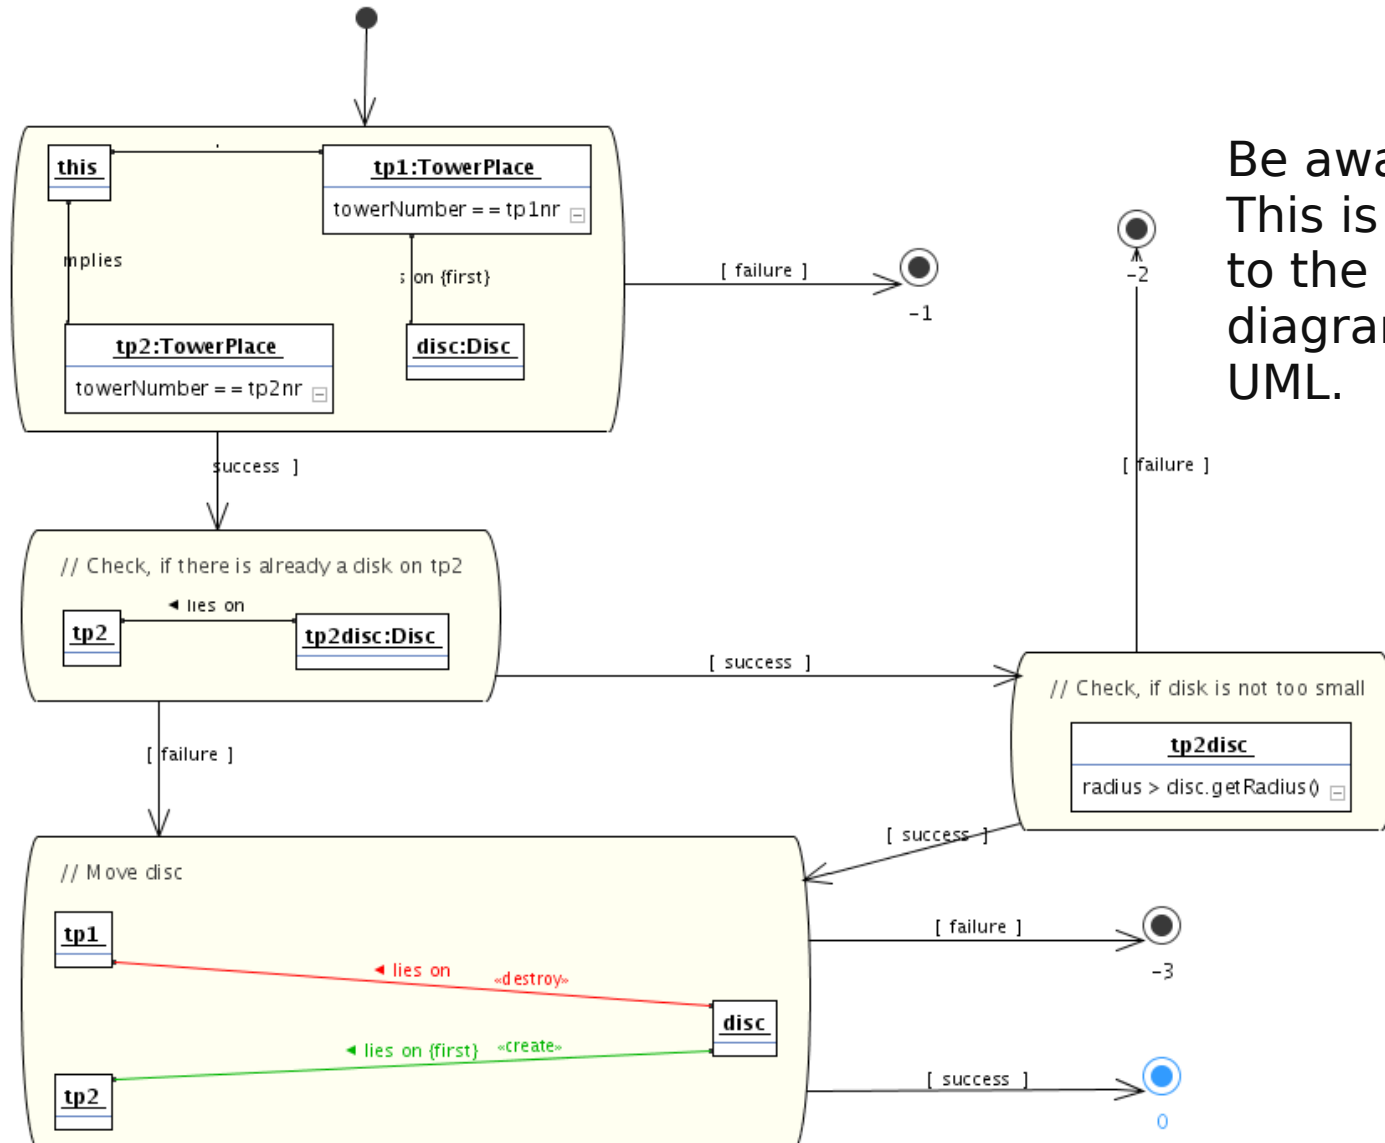 this
tp1:TowerPlace
towerNumber == tp1nr
mplies
on {first}
tp2:TowerPlace
towerNumber == tp2nr
disc:Disc
[ failure ]
-1
-2
[ failure ]
Be awa
This is
to the
diagrar
UML.
success ]
// Check, if there is already a disk on tp2
◄ lies on
tp2
tp2disc:Disc
[ success ]
[ failure ]
// Check, if disk is not too small
tp2disc
radius > disc.getRadius()
[ success ]
// Move disc
tp1
◄ lies on «destroy»
disc
◄ lies on {first} «create»
tp2
[ failure ]
-3
[ success ]
0